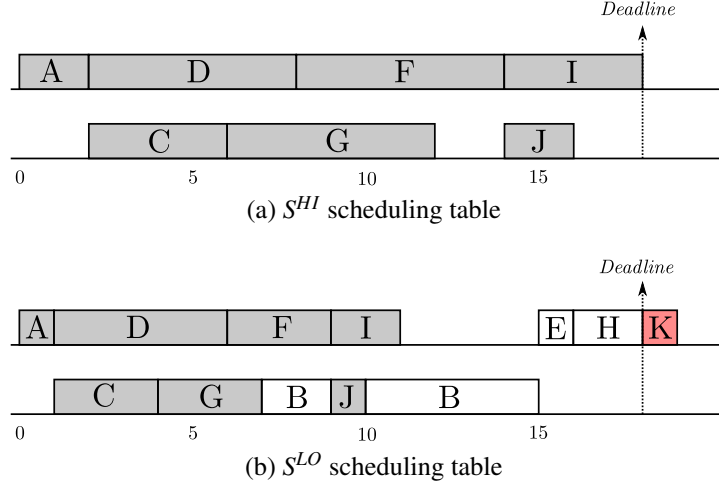 Deadline
A D F I
C G J
0 5 10 15
(a) S^HI scheduling table
Deadline
A D F I E H K
C G B J B
0 5 10 15
(b) S^LO scheduling table